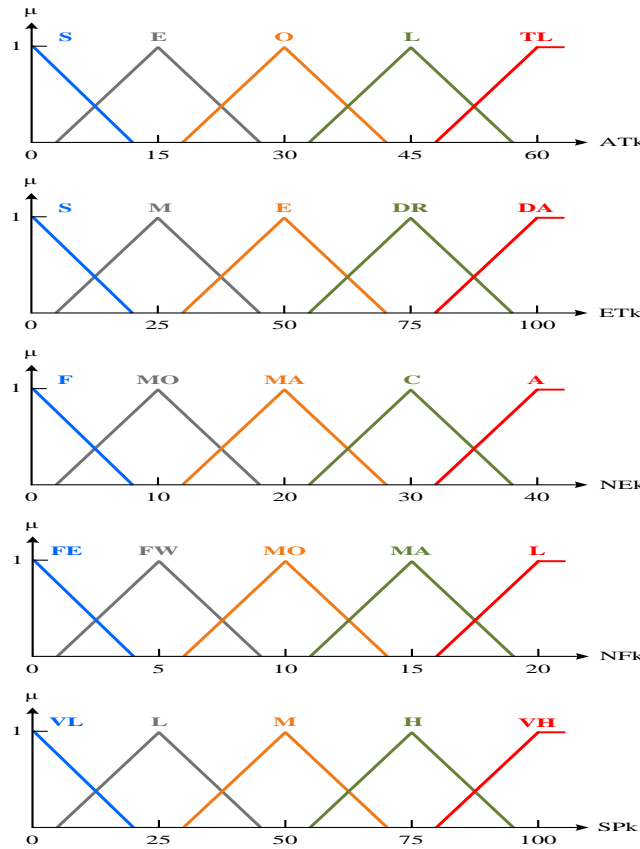 μ
S E O L TL
1
0 15 30 45 60 ATk
μ
S M E DR DA
1
0 25 50 75 100 ETk
μ
F MO MA C A
1
0 10 20 30 40 NEk
μ
FE FW MO MA L
1
0 5 10 15 20 NFk
μ
VL L M H VH
1
0 25 50 75 100 SPk